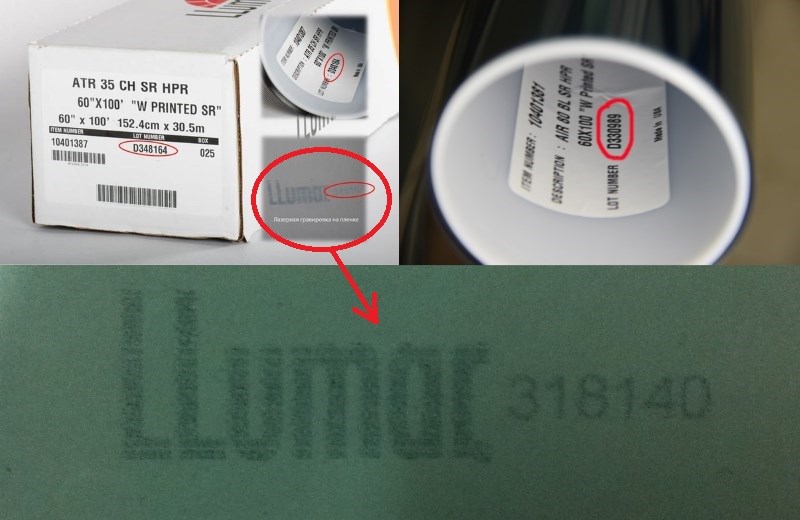 LLumar
ATR 35 CH SR HPR
60"X100' "W PRINTED SR"
60" x 100' 152.4cm x 30.5m
ITEM NUMBER LOT NUMBER BOX
10401387 D348164 025
LLumar
Лазерная гравировка на пленке
ITEM NUMBER : 10401387
DESCRIPTION : AIR 80 BL SR HPR
60X100 "W Printed SR
LOT NUMBER D330989
Made in USA
LLumar 318140